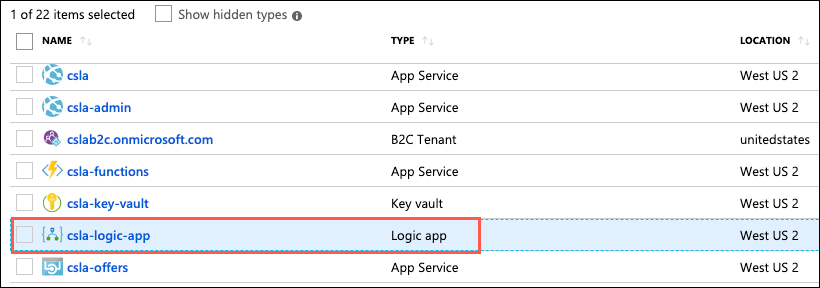 1 of 22 items selected Show hidden types
NAME TYPE LOCATION
csla App Service West US 2
csla-admin App Service West US 2
cslab2c.onmicrosoft.com B2C Tenant unitedstates
csla-functions App Service West US 2
csla-key-vault Key vault West US 2
csla-logic-app Logic app West US 2
csla-offers App Service West US 2